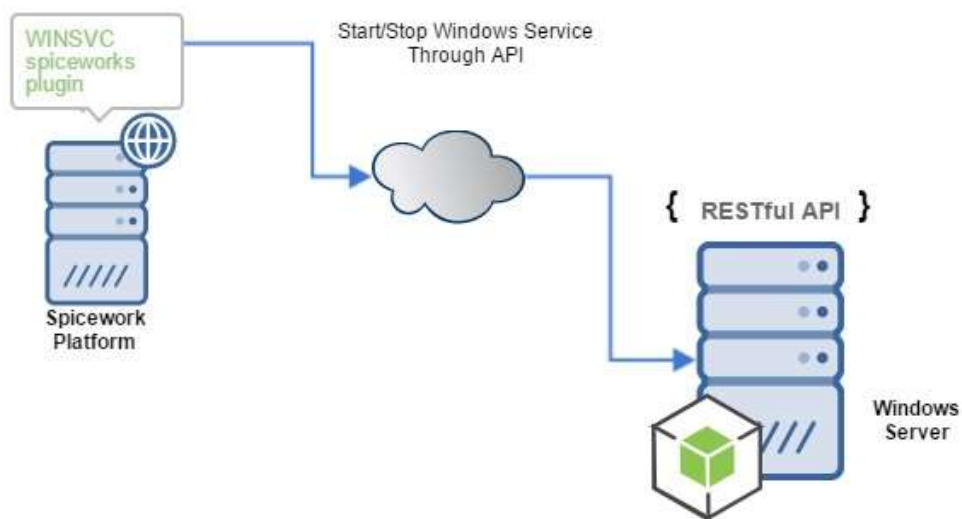 WINSVC
spiceworks
plugin
Start/Stop Windows Service
Through API
{ RESTful API }
Spicework
Platform
Windows
Server